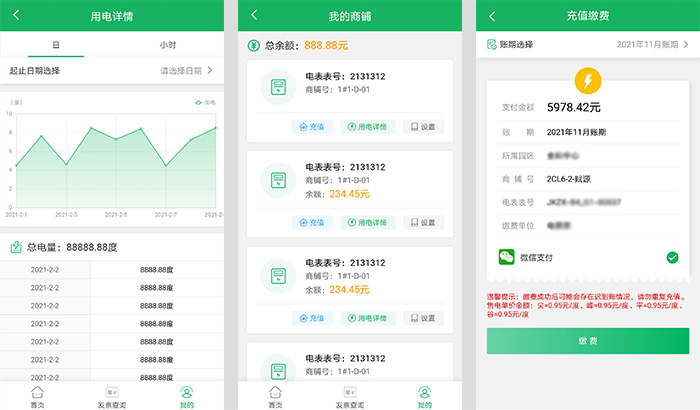 用电详情
日
小时
起止日期选择
请选择日期
(度)
用电
10
8
6
4
2
0
2021-2-1
2021-2-3
2021-2-5
2021-2-7
2021-2-
总电量：88888.88度
2021-2-2 8888.88度
2021-2-2 8888.88度
2021-2-2 8888.88度
2021-2-2 8888.88度
2021-2-2 8888.88度
2021-2-2 8888.88度
2021-2-2 8888.88度
首页
发票查询
我的
我的商铺
总余额：888.88元
电表表号：2131312
商铺号：1#1-D-01
充值
用电详情
设置
电表表号：2131312
商铺号：1#1-D-01
余额：234.45元
充值
用电详情
设置
电表表号：2131312
商铺号：1#1-D-01
余额：234.45元
充值
用电详情
设置
电表表号：2131312
商铺号：1#1-D-01
首页
发票查询
我的
充值缴费
账期选择
2021年11月账期
支付金额 5978.42元
账 期 2021年11月账期
所属园区
商 铺 号 2CL6-2-赋源
电表表号
缴费单位
微信支付
温馨提示：缴费成功后可能会存在迟到账情况，请勿重复充值。
售电单价金额：尖=0.95元/度、峰=0.95元/度、平=0.95元/度、
谷=0.95元/度
缴 费